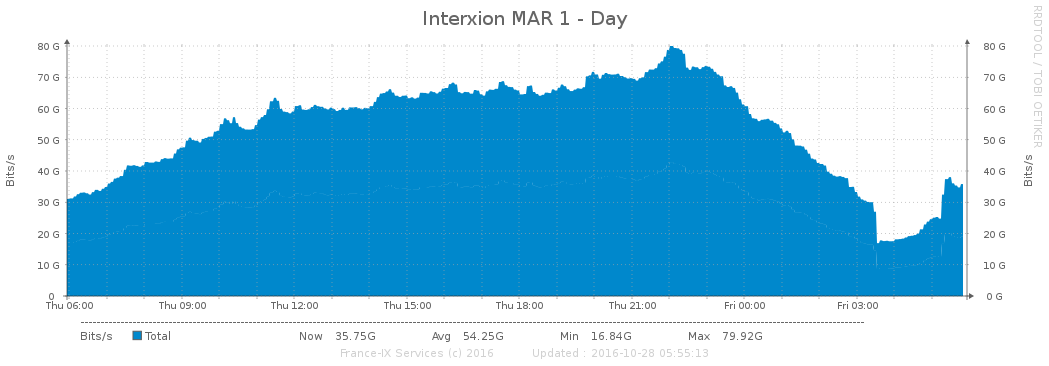 Interxion MAR 1 - Day
RRDTOOL / TOBI OETIKER
Bits/s
80 G 80 G
70 G 70 G
60 G 60 G
50 G 50 G
40 G 40 G
30 G 30 G
20 G 20 G
10 G 10 G
0 0 G
Bits/s
Thu 06:00 Thu 09:00 Thu 12:00 Thu 15:00 Thu 18:00 Thu 21:00 Fri 00:00 Fri 03:00
Bits/s Total Now 35.75G Avg 54.25G Min 16.84G Max 79.92G
France-IX Services (c) 2016 Updated : 2016-10-28 05:55:13